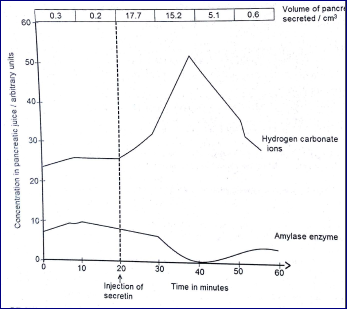 Volume of pancre
secreted / cm³
0.3 0.2 17.7 15.2 5.1 0.6
Concentration in pancreatic juice / arbitrary units
60
50
40
30
20
10
0
Hydrogen carbonate
ions
Amylase enzyme
0 10 20 30 40 50 60
Injection of
secretin
Time in minutes